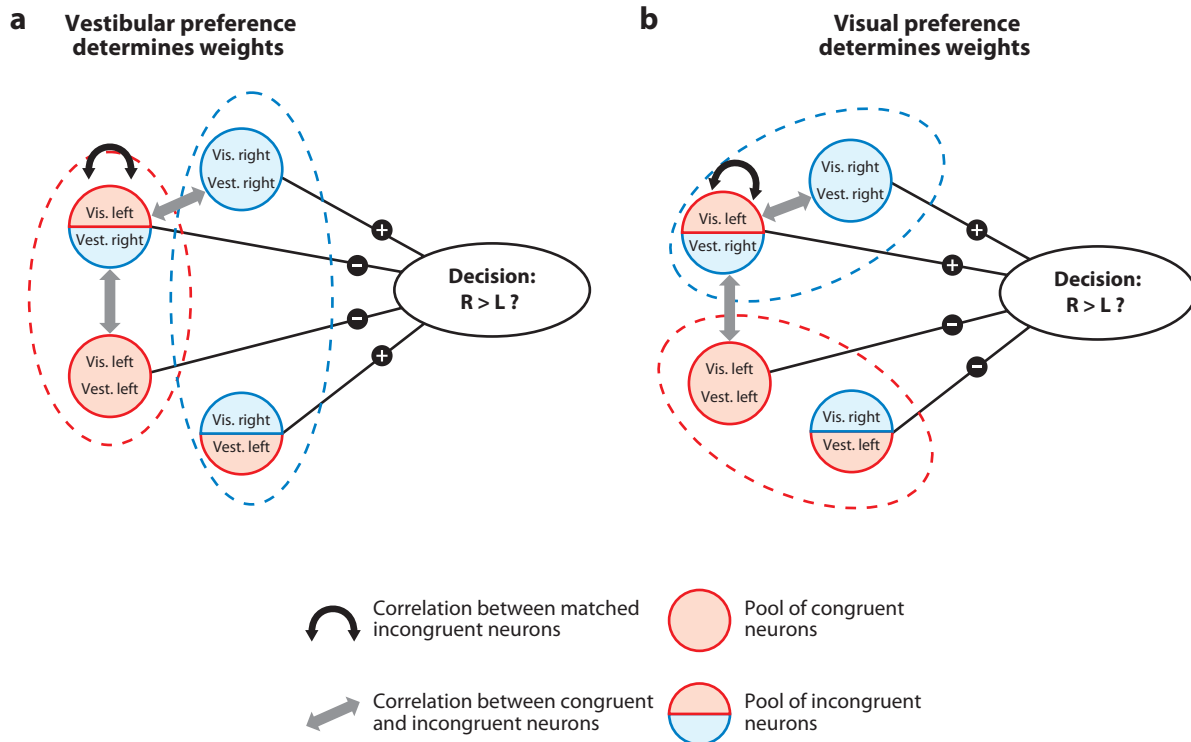 a
Vestibular preference
determines weights
Vis. right
Vest. right
Vis. left
Vest. right
+
−
−
+
Decision:
R > L ?
Vis. left
Vest. left
Vis. right
Vest. left
b
Visual preference
determines weights
Vis. right
Vest. right
Vis. left
Vest. right
+
+
−
−
Decision:
R > L ?
Vis. left
Vest. left
Vis. right
Vest. left
Correlation between matched
incongruent neurons
Pool of congruent
neurons
Correlation between congruent
and incongruent neurons
Pool of incongruent
neurons